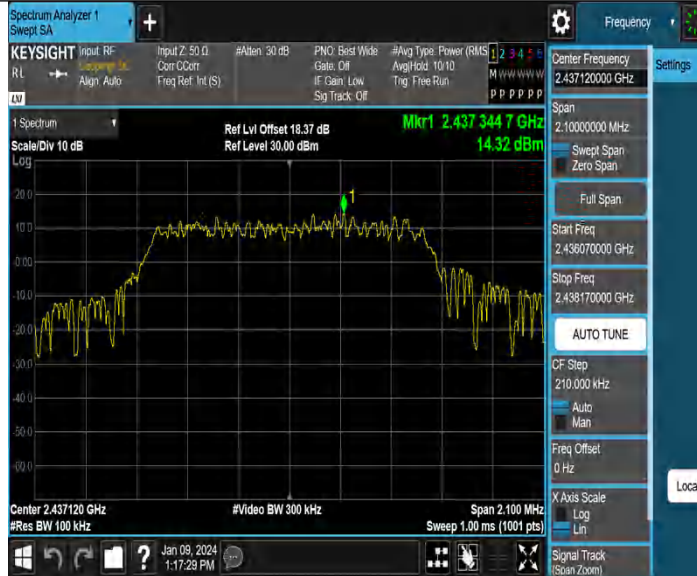 Spectrum Analyzer 1
Swept SA
+
Frequency
KEYSIGHT
RL
Input: RF
Align: Auto
Input Z: 50 Ω
Corr CCorr
Freq Ref: Int (S)
#Atten: 30 dB
PNO: Best Wide
Gate: Off
IF Gain: Low
Sig Track: Off
#Avg Type: Power (RMS
Avg|Hold: 10/10
Trig: Free Run
1 2 3 4 5 6
M W W W W W
P P P P P P
1 Spectrum
Scale/Div 10 dB
Log
Ref Lvl Offset 18.37 dB
Ref Level 30.00 dBm
Mkr1 2.437 344 7 GHz
14.32 dBm
1
20.0
10.0
0.00
-10.0
-20.0
-30.0
-40.0
-50.0
-60.0
Center 2.437120 GHz
#Res BW 100 kHz
#Video BW 300 kHz
Span 2.100 MHz
Sweep 1.00 ms (1001 pts)
?
Jan 09, 2024
1:17:29 PM
Center Frequency
2.437120000 GHz
Settings
Span
2.10000000 MHz
Swept Span
Zero Span
Full Span
Start Freq
2.436070000 GHz
Stop Freq
2.438170000 GHz
AUTO TUNE
CF Step
210.000 kHz
Auto
Man
Freq Offset
0 Hz
X Axis Scale
Log
Lin
Loca
Signal Track
(Span Zoom)